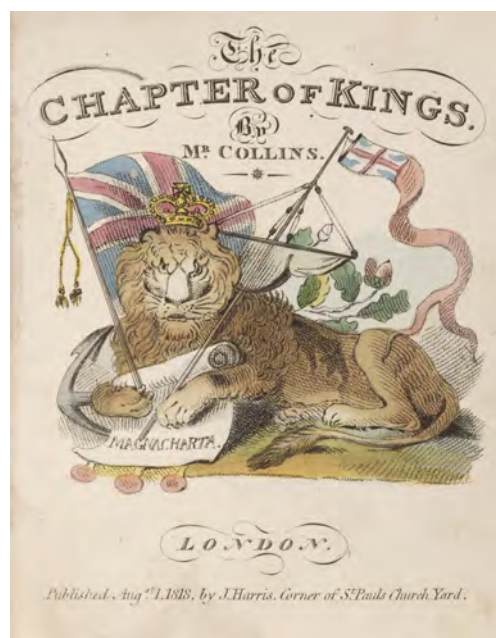 The
CHAPTER OF KINGS.
By
MR COLLINS.
MAGNACHARTA.
LONDON.
Published Augst 1, 1818, by J. Harris, Corner of St Pauls Church Yard.